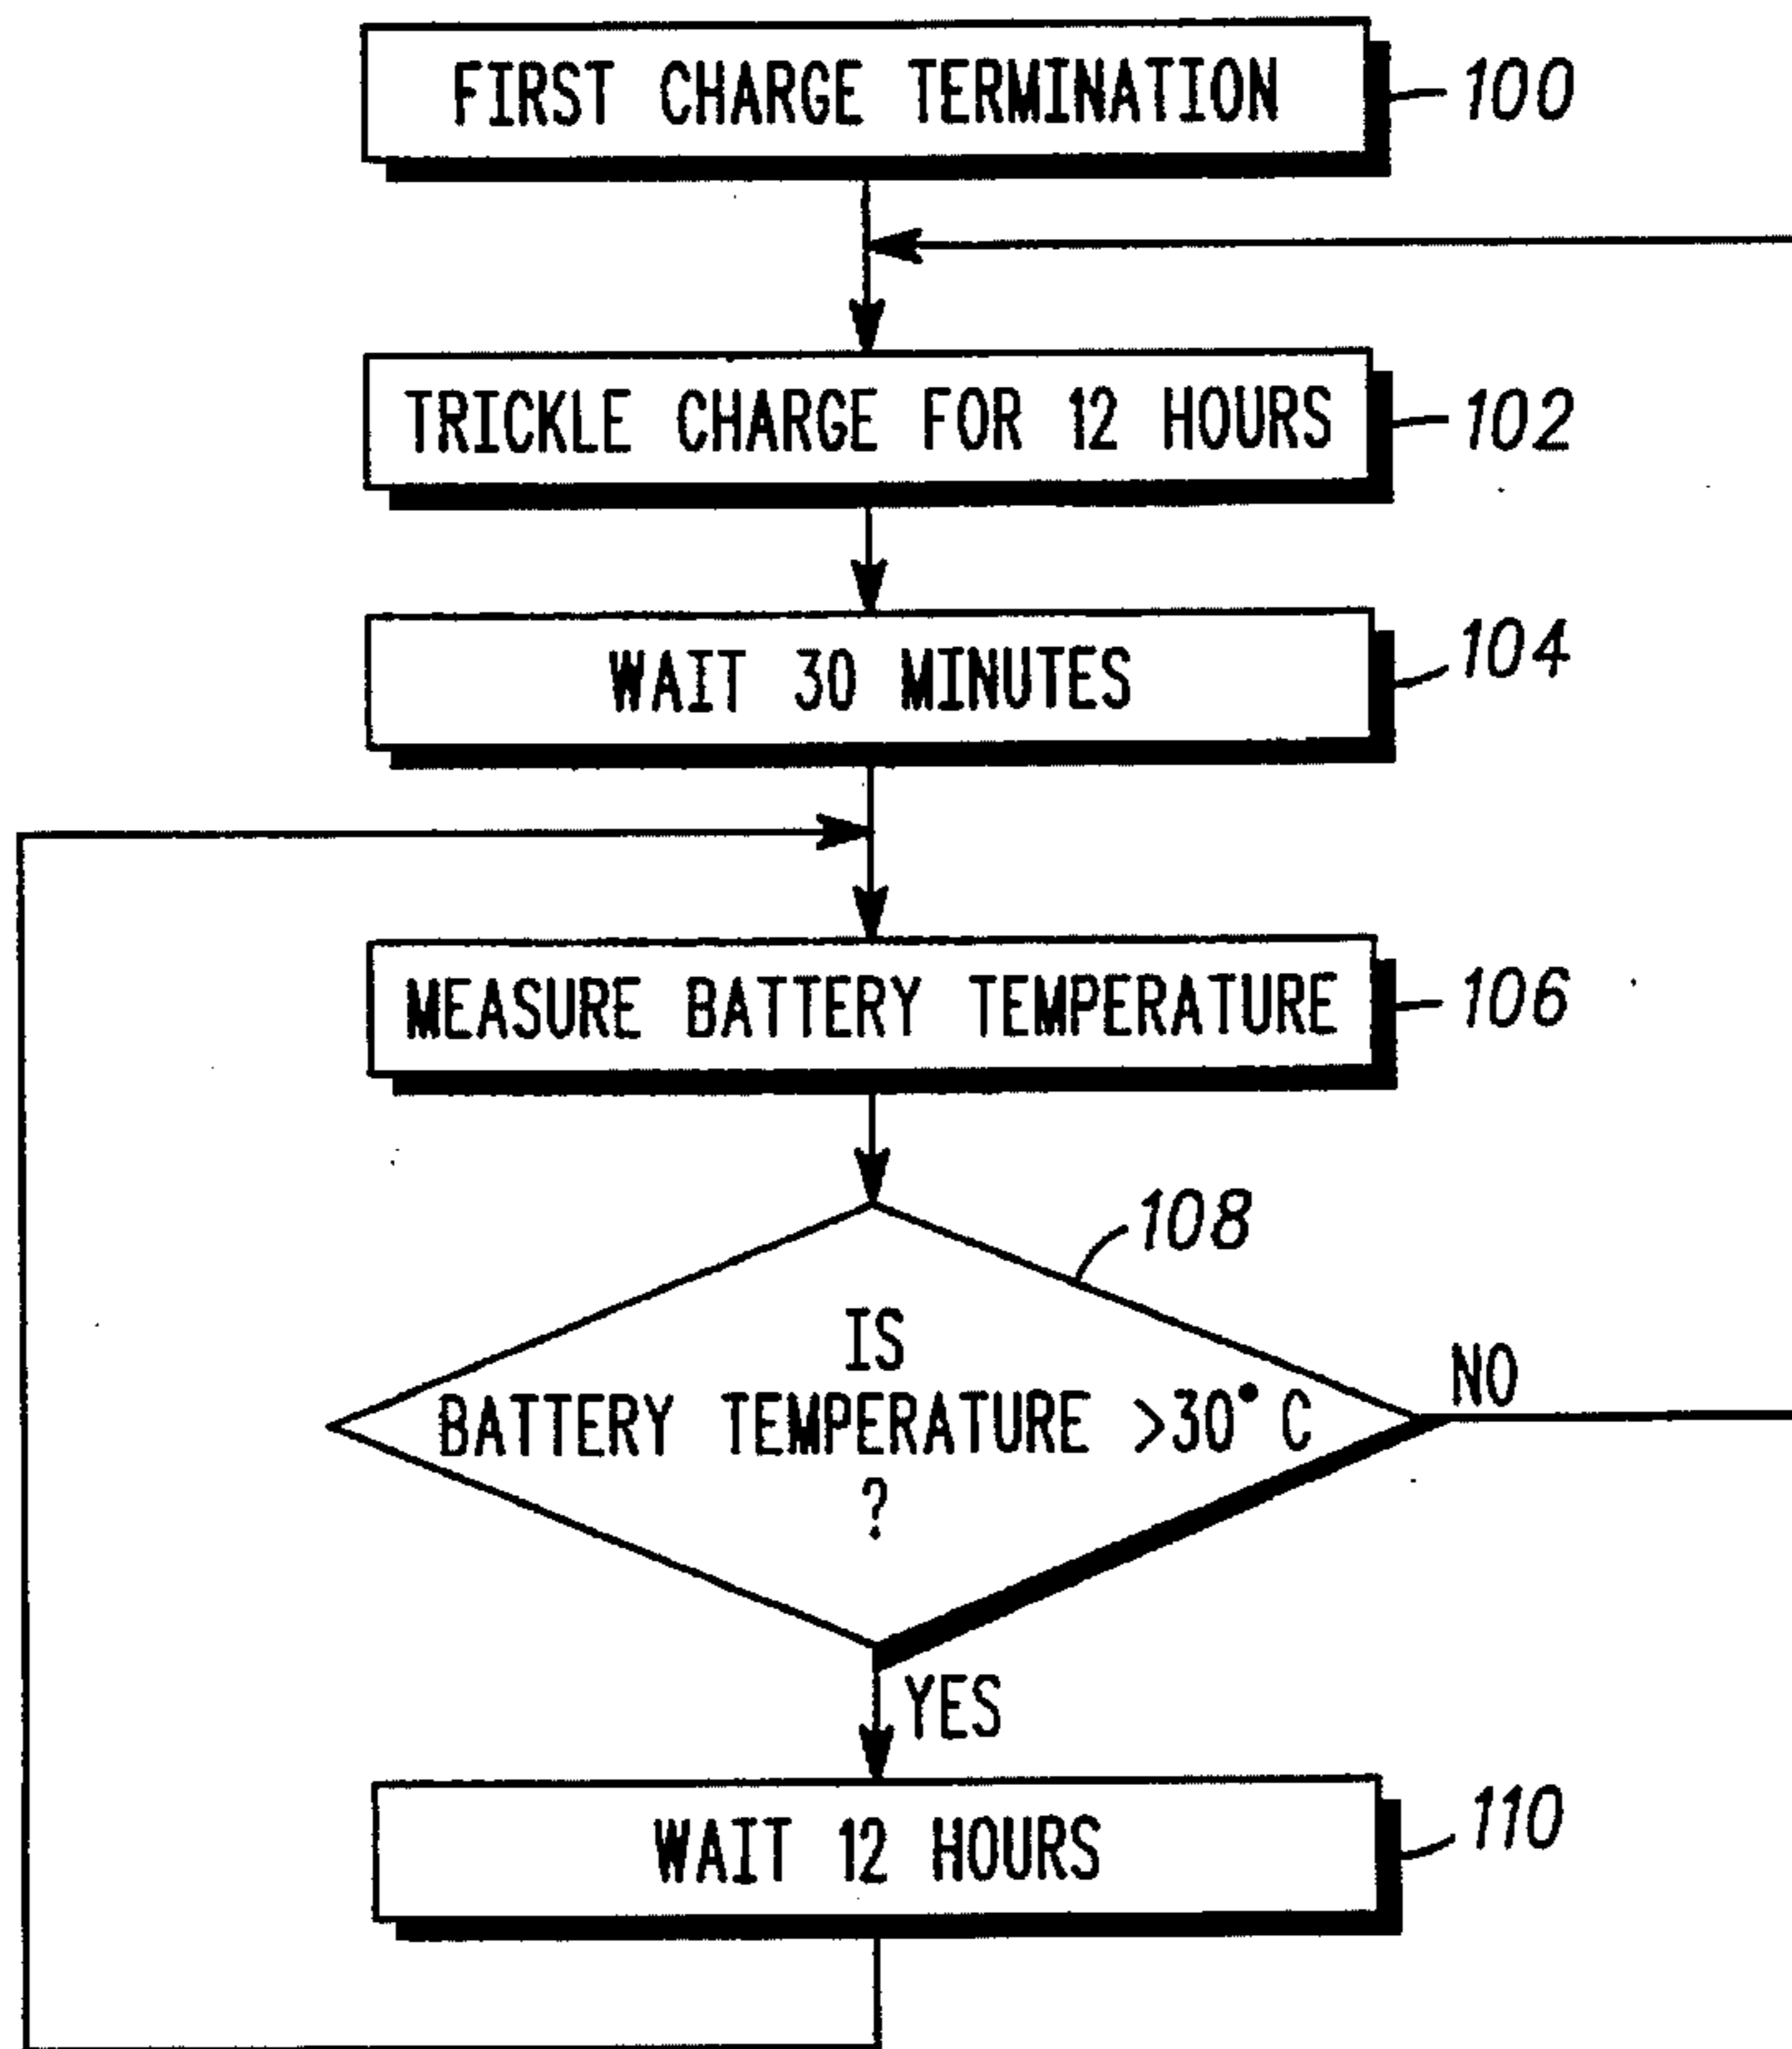 FIRST CHARGE TERMINATION
100
TRICKLE CHARGE FOR 12 HOURS
102
WAIT 30 MINUTES
104
MEASURE BATTERY TEMPERATURE
106
108
IS
BATTERY TEMPERATURE >30° C
?
NO
YES
WAIT 12 HOURS
110